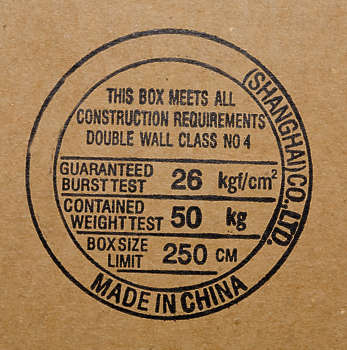 THIS BOX MEETS ALL
CONSTRUCTION REQUIREMENTS
DOUBLE WALL CLASS NO 4
GUARANTEED
BURST TEST 26 kgf/cm²
CONTAINED
WEIGHT TEST 50 kg
BOX SIZE
LIMIT 250 CM
(SHANGHAI) CO., LTD.
MADE IN CHINA